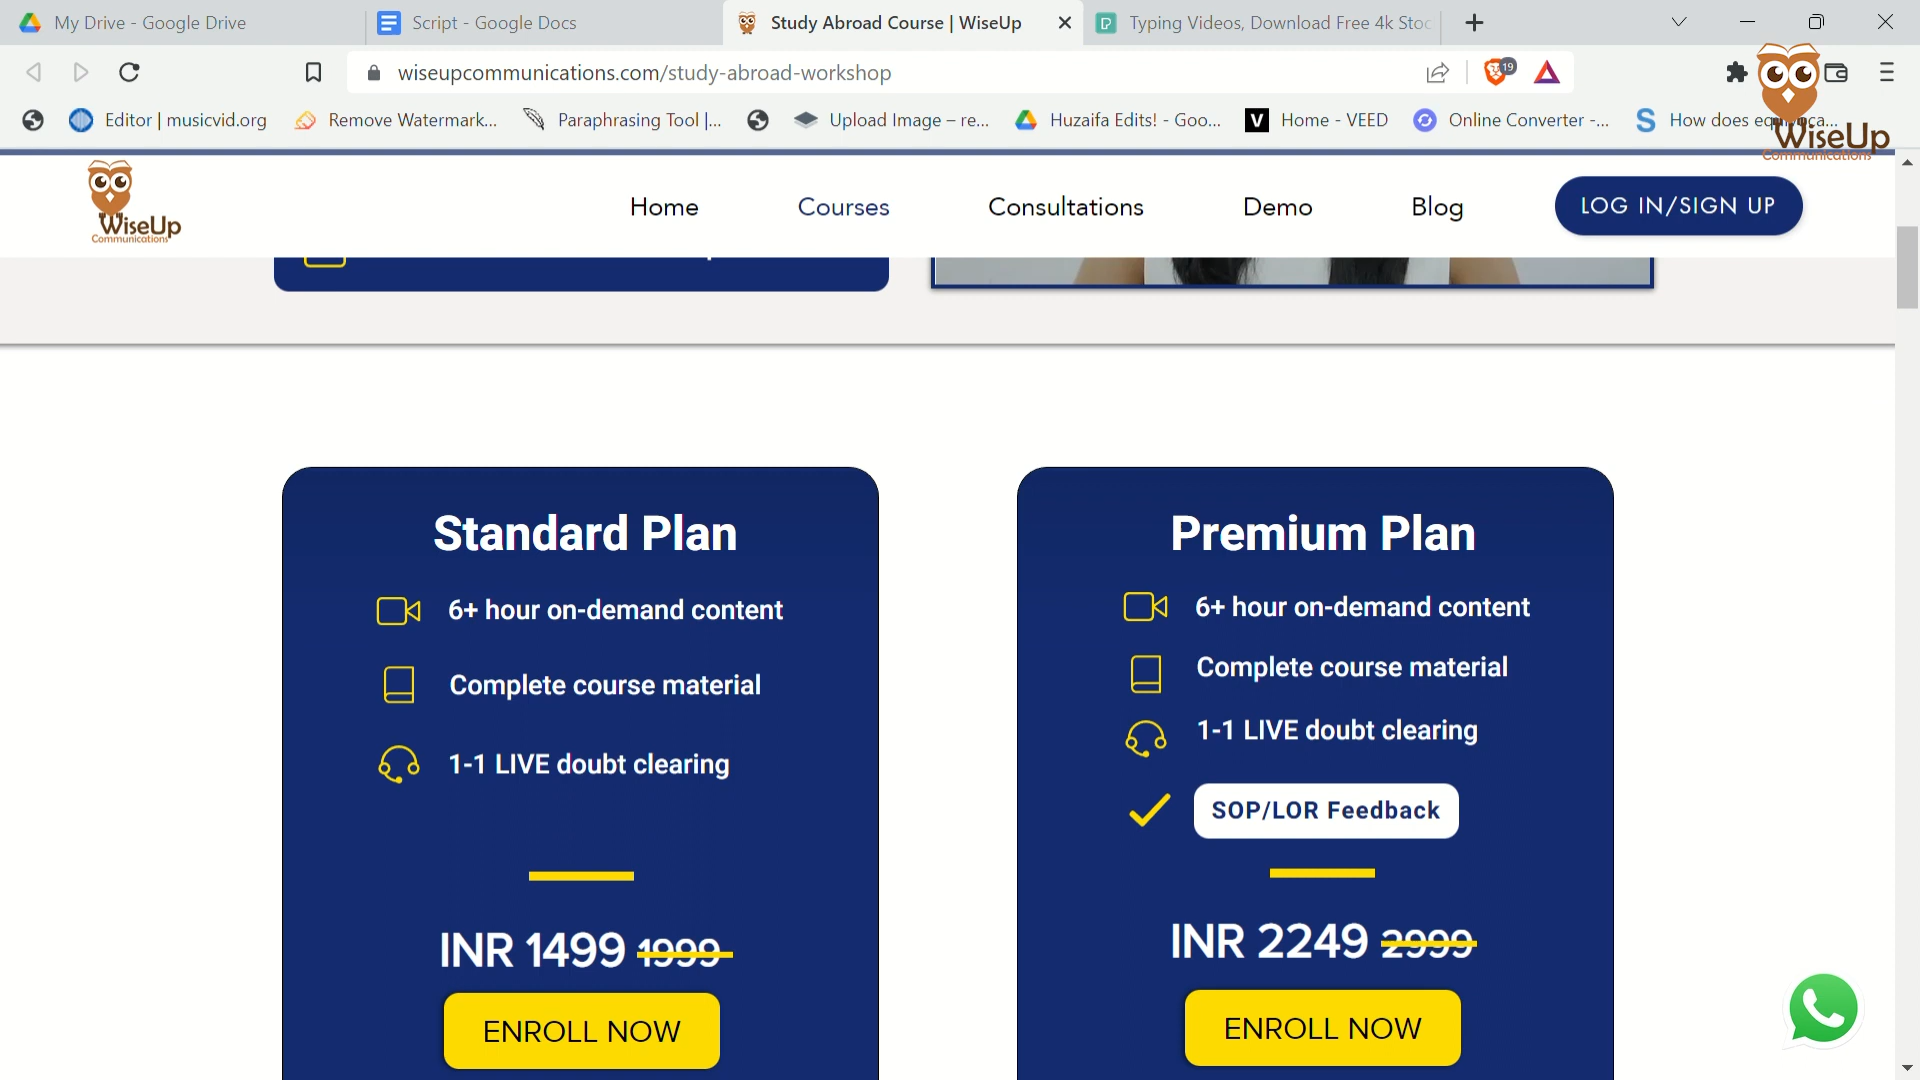 My Drive - Google Drive
Script - Google Docs
Study Abroad Course | WiseUp
Typing Videos, Download Free 4k Stoc
wiseupcommunications.com/study-abroad-workshop
19
Editor | musicvid.org
Remove Watermark...
Paraphrasing Tool |...
Upload Image – re...
Huzaifa Edits! - Goo...
V
Home - VEED
Online Converter -...
S
How does
WiseUp
Communications
WiseUp
Communications
Home
Courses
Consultations
Demo
Blog
LOG IN/SIGN UP
Standard Plan
6+ hour on-demand content
Complete course material
1-1 LIVE doubt clearing
INR 1499 1999
ENROLL NOW
Premium Plan
6+ hour on-demand content
Complete course material
1-1 LIVE doubt clearing
SOP/LOR Feedback
INR 2249 2999
ENROLL NOW